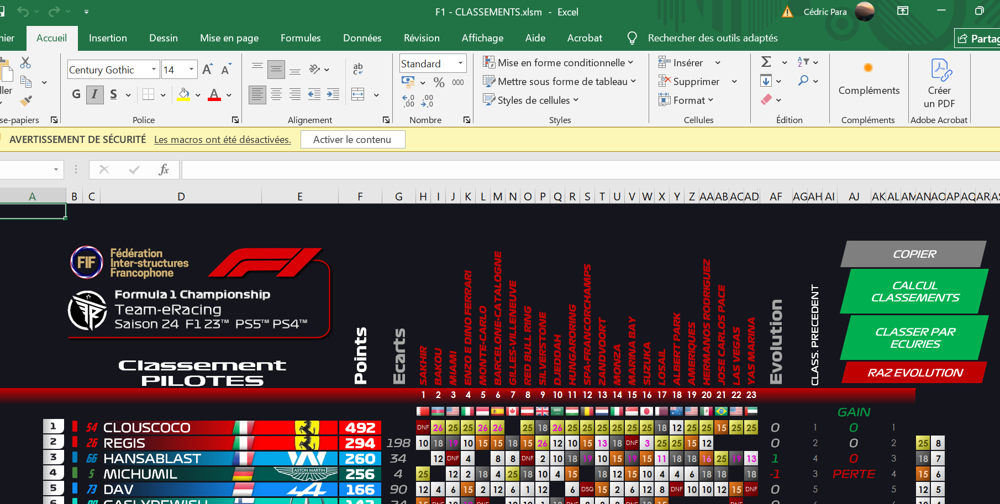 F1 - CLASSEMENTS.xlsm - Excel
Cédric Para
Accueil Insertion Dessin Mise en page Formules Données Révision Affichage Aide Acrobat Rechercher des outils adaptés
Century Gothic 14
Standard
Mise en forme conditionnelle
Mettre sous forme de tableau
Styles de cellules
Insérer
Supprimer
Format
Compléments
Créer
un PDF
G I S
% 000
Police Alignement Nombre Styles Cellules Édition Compléments Adobe Acrobat
AVERTISSEMENT DE SÉCURITÉ Les macros ont été désactivées. Activer le contenu
fx
A B C D E F G H I J K L M N O P Q R S T U V W X Y Z AA AB AC AD AF AG AH AI AJ AK AL AM AN AO AP AQ AR
FIF
Fédération
Inter-structures
Francophone
Formula 1 Championship
Team-eRacing
Saison 24 F1 23™ PS5™ PS4™
Classement
PILOTES
Points
Ecarts
SAKHIR
BAKOU
MIAMI
ENZO E DINO FERRARI
MONTE-CARLO
BARCELONE-CATALOGNE
GILLES-VILLENEUVE
RED BULL RING
SILVERSTONE
DJEDDAH
HUNGARORING
SPA-FRANCORCHAMPS
ZANDVOORT
MONZA
MARINA BAY
SUZUKA
LOSAIL
ALBERT PARK
AMERIQUES
HERMANOS RODRIGUEZ
JOSE CARLOS PACE
LAS VEGAS
YAS MARINA
Evolution
CLASS. PRECEDENT
COPIER
CALCUL
CLASSEMENTS
CLASSER PAR
ECURIES
RAZ EVOLUTION
1 2 3 4 5 6 7 8 9 10 11 12 13 14 15 16 17 18 19 20 21 22 23
GAIN
1 54 CLOUSCOCO 492 DNF 26 25 25 26 26 25 18 26 25 25 25 25 25 25 18 12 25 25 15 25 25 0 1 0 1
2 26 REGIS 294 198 10 18 19 10 15 15 18 15 26 12 10 15 13 18 DNF 3 25 25 15 12 0 2 0 2 25 8
3 66 HANSABLAST 260 34 12 DNF 4 8 8 DNF 2 10 18 19 10 15 19 15 11 18 18 16 25 19 13 1 4 0 3 18 7
4 5 MICHUMIL ASTON MARTIN 256 4 25 12 2 18 4 25 18 10 4 15 18 12 15 10 4 4 6 18 18 18 -1 3 PERTE 4 15 6
5 73 DAV 166 90 12 4 6 15 2 12 6 1 12 6 DSQ 15 2 6 12 8 DNF 10 10 12 15 DNF 0 5 5 12 5